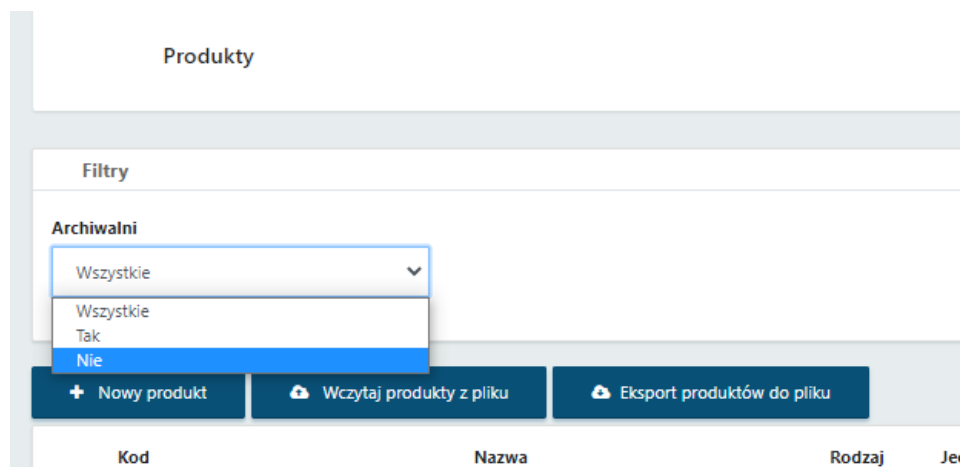 Produkty
Filtry
Archiwalni
Wszystkie
Wszystkie
Tak
Nie
Nowy produkt Wczytaj produkty z pliku Eksport produktów do pliku
Kod Nazwa Rodzaj